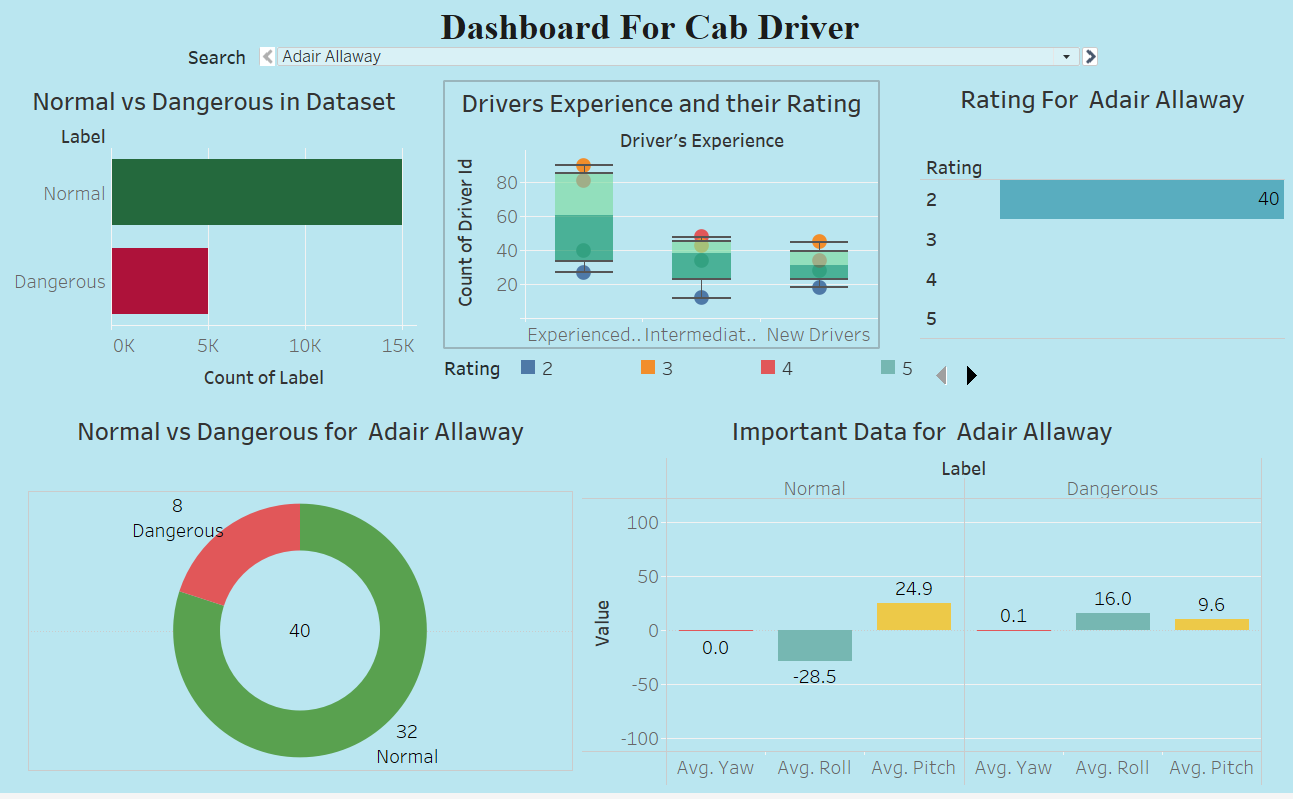 Dashboard For Cab Driver
Search
Adair Allaway
Normal vs Dangerous in Dataset
Label
Normal
Dangerous
0K 5K 10K 15K
Count of Label
Drivers Experience and their Rating
Driver's Experience
Count of Driver Id
80
60
40
20
Experienced.. Intermediat.. New Drivers
Rating 2 3 4 5
Rating For Adair Allaway
Rating
2 40
3
4
5
Normal vs Dangerous for Adair Allaway
8
Dangerous
40
32
Normal
Important Data for Adair Allaway
Label
Normal Dangerous
Value
100
50
0
-50
-100
0.0 -28.5 24.9 0.1 16.0 9.6
Avg. Yaw Avg. Roll Avg. Pitch Avg. Yaw Avg. Roll Avg. Pitch